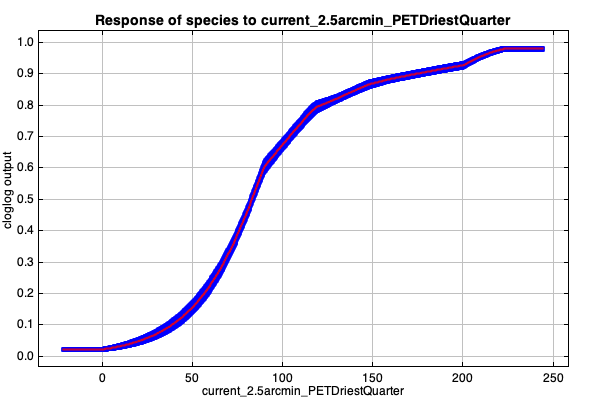 Response of species to current_2.5arcmin_PETDriestQuarter
1.0
0.9
0.8
0.7
0.6
0.5
0.4
0.3
0.2
0.1
0.0
cloglog output
0 50 100 150 200 250
current_2.5arcmin_PETDriestQuarter